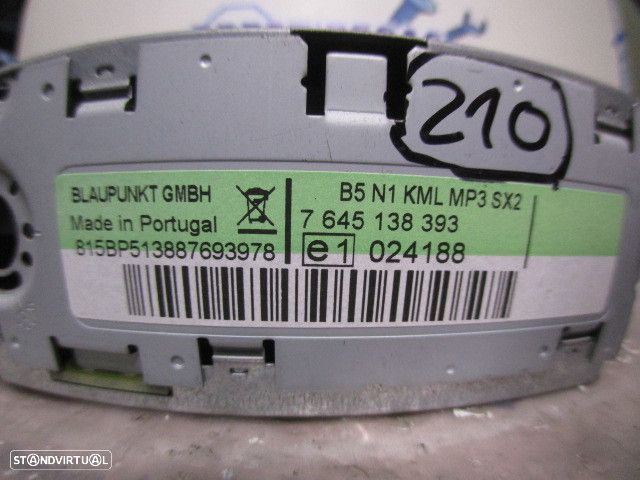 210
BLAUPUNKT GMBH
Made in Portugal
815BP513887693978
B5 N1 KML MP3 SX2
7 645 138 393
e1 024188
STANDVIRTUAL